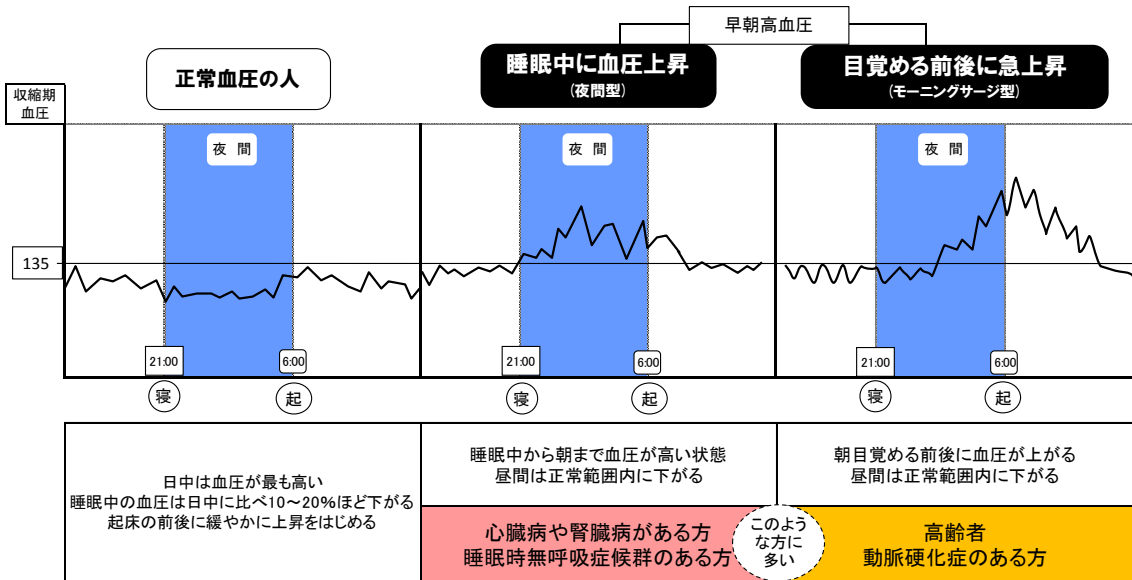 早朝高血圧
正常血圧の人
睡眠中に血圧上昇
(夜間型)
目覚める前後に急上昇
(モーニングサージ型)
収縮期
血圧
夜 間
夜 間
夜 間
135
21:00
6:00
21:00
6:00
21:00
6:00
寝
起
寝
起
寝
起
日中は血圧が最も高い
睡眠中の血圧は日中に比べ10～20%ほど下がる
起床の前後に緩やかに上昇をはじめる
睡眠中から朝まで血圧が高い状態
昼間は正常範囲内に下がる
朝目覚める前後に血圧が上がる
昼間は正常範囲内に下がる
心臓病や腎臓病がある方
睡眠時無呼吸症候群のある方
このよう
な方に
多い
高齢者
動脈硬化症のある方